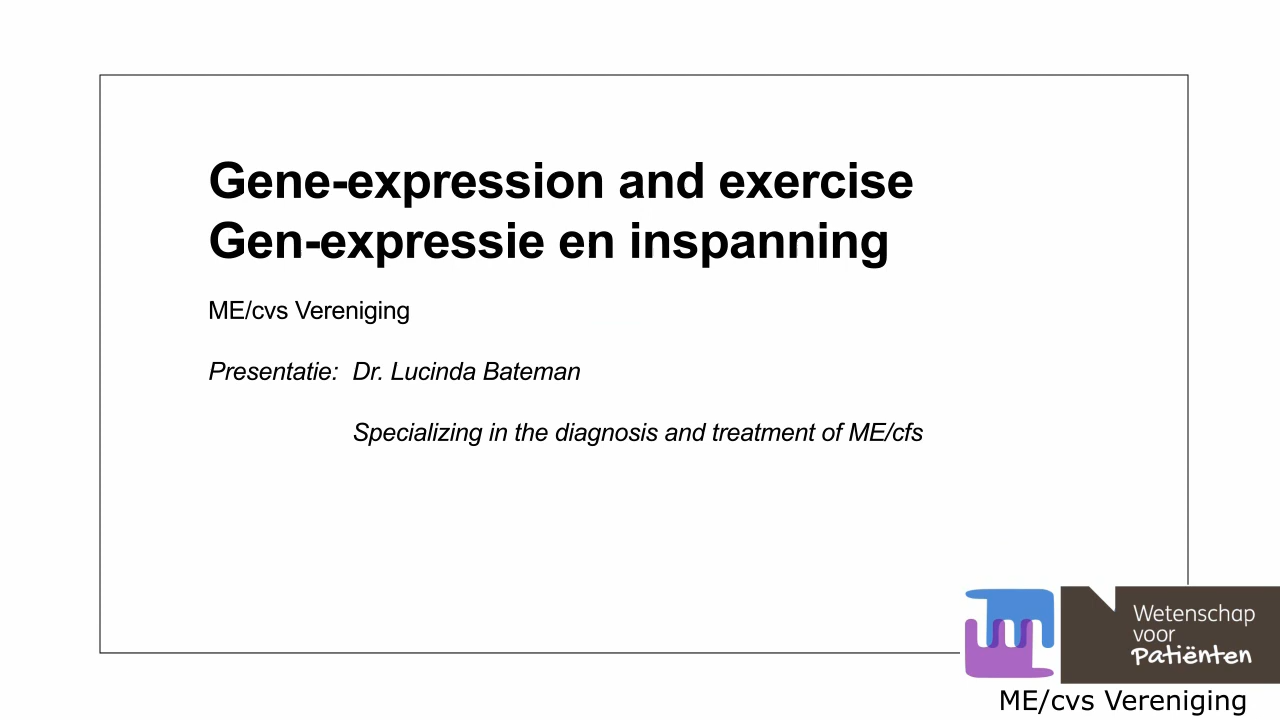 Gene-expression and exercise
Gen-expressie en inspanning
ME/cvs Vereniging
Presentatie: Dr. Lucinda Bateman
Specializing in the diagnosis and treatment of ME/cfs
Wetenschap
voor
Patiënten
ME/cvs Vereniging